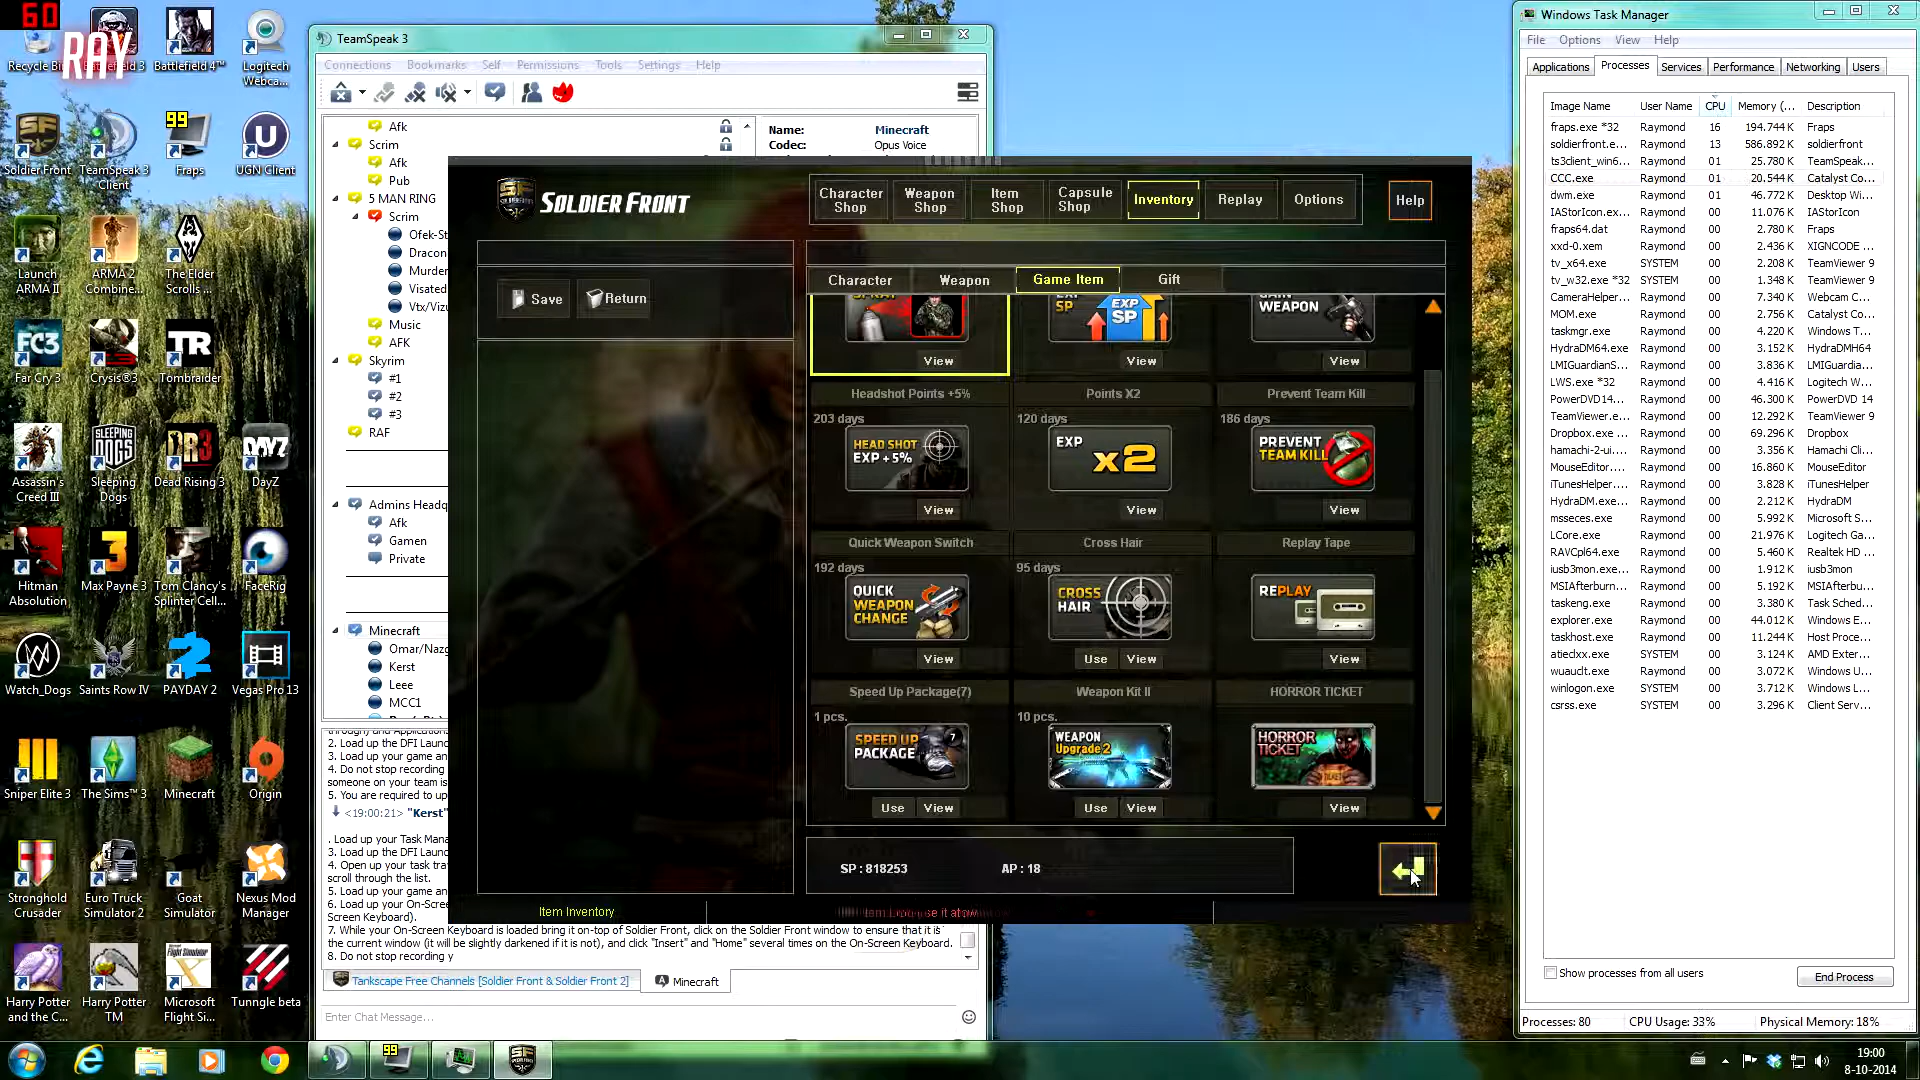 60
RAY
Recycle Bin
Battlefield 3
Battlefield 4™
Logitech Webca...
Soldier Front
TeamSpeak 3 Client
99
Fraps
UGN Client
Launch ARMA II
ARMA 2 Combine...
The Elder Scrolls ...
FC3
Far Cry 3
Crysis®3
TR
Tombraider
Assassin's Creed III
SLEEPING DOGS
Sleeping Dogs
DR3
Dead Rising 3
DAYZ
DayZ
Hitman Absolution
Max Payne 3
Tom Clancy's Splinter Cell...
FaceRig
Watch_Dogs
Saints Row IV
PAYDAY 2
Vegas Pro 13
Sniper Elite 3
The Sims™ 3
Minecraft
Origin
Stronghold Crusader
Euro Truck Simulator 2
Goat Simulator
Nexus Mod Manager
Harry Potter and the C...
Harry Potter TM
Microsoft Flight Si...
Tunngle beta
TeamSpeak 3
Connections Bookmarks Self Permissions Tools Settings Help
Afk
Scrim
Afk
Pub
5 MAN RING
Scrim
Ofek-St
Dracon
Murder
Visated
Vtx/Vizu
Music
AFK
Skyrim
#1
#2
#3
RAF
Admins Headq
Afk
Gamen
Private
Minecraft
Omar/Nazg
Kerst
Leee
MCC1
Name: Minecraft
Codec: Opus Voice
through) and Application
2. Load up the DFI Launc
3. Load up your game an
4. Do not stop recording
someone on your team is
5. You are required to up
<19:00:21> "Kerst"
. Load up your Task Mana
3. Load up the DFI Launc
4. Open up your task tra
scroll through the list.
5. Load up your game an
6. Load up your On-Scree
Screen Keyboard).
7. While your On-Screen Keyboard is loaded bring it on-top of Soldier Front, click on the Soldier Front window to ensure that it is
the current window (it will be slightly darkened if it is not), and click "Insert" and "Home" several times on the On-Screen Keyboard.
8. Do not stop recording y
Tankscape Free Channels [Soldier Front & Soldier Front 2]
Minecraft
Enter Chat Message...
SF
SOLDIER FRONT
Character Shop
Weapon Shop
Item Shop
Capsule Shop
Inventory
Replay
Options
Help
Save
Return
Character Weapon Game Item Gift
SPRAY
View
EXP SP
EXP SP
View
WEAPON
View
Headshot Points +5% Points X2 Prevent Team Kill
203 days 120 days 186 days
HEAD SHOT EXP +5%
EXP x2
PREVENT TEAM KILL
View View View
Quick Weapon Switch Cross Hair Replay Tape
192 days 95 days
QUICK WEAPON CHANGE
CROSS HAIR
REPLAY
View Use View View
Speed Up Package(7) Weapon Kit II HORROR TICKET
1 pcs. 10 pcs.
SPEED UP PACKAGE 7
WEAPON Upgrade 2
HORROR TICKET
Use View Use View View
SP : 818253 AP : 18
Item Inventory
Windows Task Manager
File Options View Help
Applications Processes Services Performance Networking Users
Image Name User Name CPU Memory (... Description
fraps.exe *32 Raymond 16 194.744 K Fraps
soldierfront.e... Raymond 13 586.892 K soldierfront
ts3client_win6... Raymond 01 25.780 K TeamSpeak...
CCC.exe Raymond 01 20.544 K Catalyst Co...
dwm.exe Raymond 01 46.772 K Desktop Wi...
IAStorIcon.ex... Raymond 00 11.076 K IAStorIcon
fraps64.dat Raymond 00 2.780 K Fraps
xxd-0.xem Raymond 00 2.436 K XIGNCODE ...
tv_x64.exe SYSTEM 00 2.208 K TeamViewer 9
tv_w32.exe *32 SYSTEM 00 1.348 K TeamViewer 9
CameraHelper... Raymond 00 7.340 K Webcam C...
MOM.exe Raymond 00 2.756 K Catalyst Co...
taskmgr.exe Raymond 00 4.220 K Windows T...
HydraDM64.exe Raymond 00 3.152 K HydraDMH64
LMIGuardianS... Raymond 00 3.836 K LMIGuardia...
LWS.exe *32 Raymond 00 4.416 K Logitech W...
PowerDVD14... Raymond 00 46.300 K PowerDVD 14
TeamViewer.e... Raymond 00 12.292 K TeamViewer 9
Dropbox.exe ... Raymond 00 69.296 K Dropbox
hamachi-2-ui... Raymond 00 3.356 K Hamachi Cli...
MouseEditor.... Raymond 00 16.860 K MouseEditor
iTunesHelper.... Raymond 00 3.828 K iTunesHelper
HydraDM.exe... Raymond 00 2.212 K HydraDM
msseces.exe Raymond 00 5.992 K Microsoft S...
LCore.exe Raymond 00 21.976 K Logitech Ga...
RAVCpl64.exe Raymond 00 5.460 K Realtek HD ...
iusb3mon.exe... Raymond 00 1.912 K iusb3mon
MSIAfterburn... Raymond 00 5.192 K MSIAfterbu...
taskeng.exe Raymond 00 3.380 K Task Sched...
explorer.exe Raymond 00 44.012 K Windows E...
taskhost.exe Raymond 00 11.244 K Host Proce...
atieclxx.exe SYSTEM 00 3.124 K AMD Exter...
wuauclt.exe Raymond 00 3.072 K Windows U...
winlogon.exe SYSTEM 00 3.712 K Windows L...
csrss.exe SYSTEM 00 3.296 K Client Serv...
Show processes from all users
End Process
Processes: 80 CPU Usage: 33% Physical Memory: 18%
99
19:00
8-10-2014